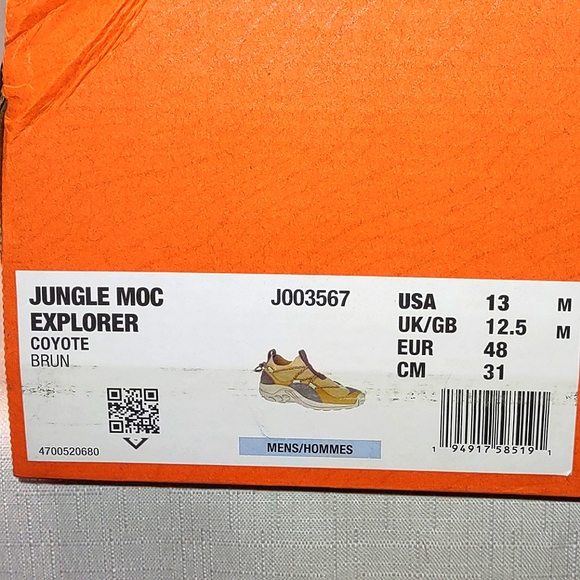 JUNGLE MOC
EXPLORER
COYOTE
BRUN
4700520680
J003567
MENS/HOMMES
USA 13 M
UK/GB 12.5 M
EUR 48
CM 31
1 94917 58519 1